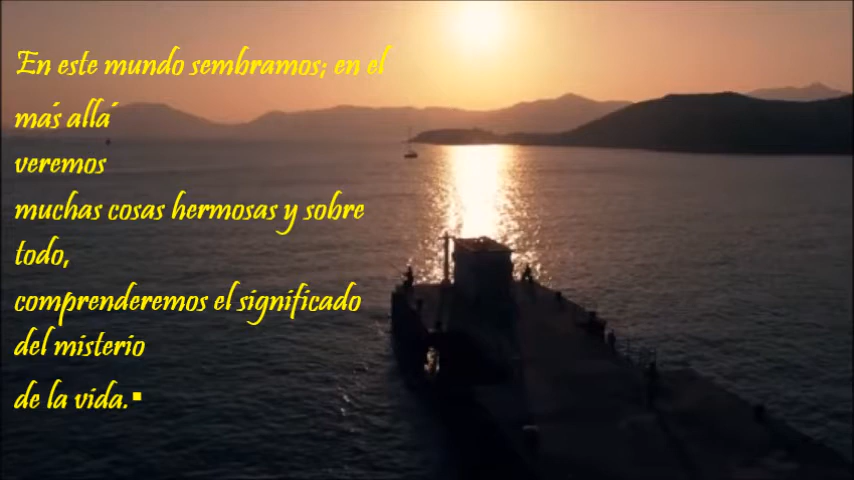 En este mundo sembramos; en el
más allá
veremos
muchas cosas hermosas y sobre
todo,
comprenderemos el significado
del misterio
de la vida.▪